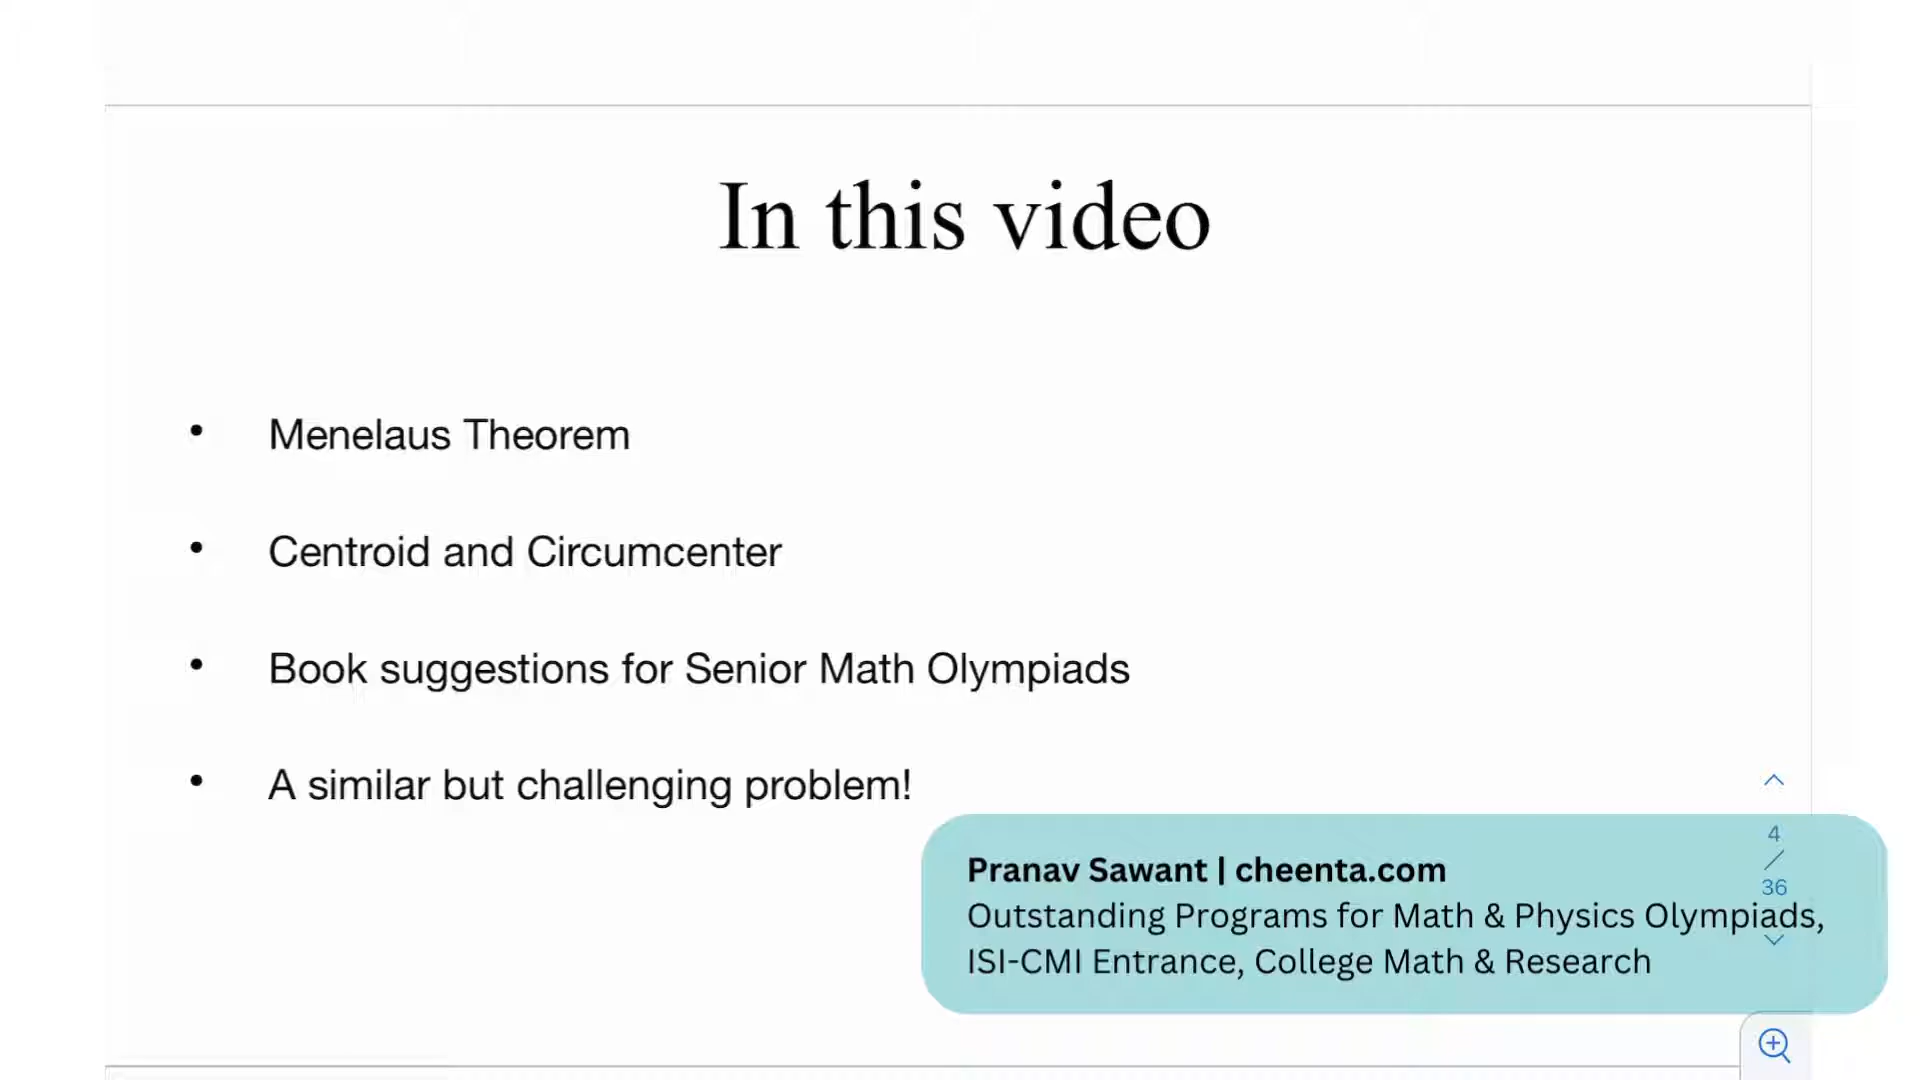 In this video
• Menelaus Theorem
• Centroid and Circumcenter
• Book suggestions for Senior Math Olympiads
• A similar but challenging problem!
4
/
36
Pranav Sawant | cheenta.com
Outstanding Programs for Math & Physics Olympiads,
ISI-CMI Entrance, College Math & Research